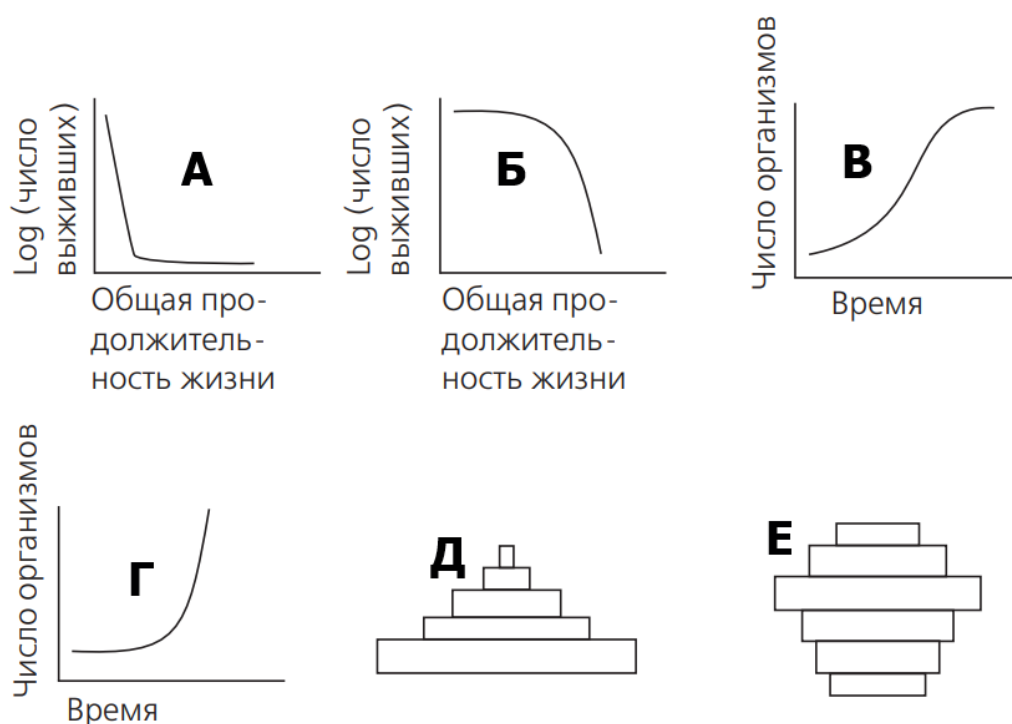 Log (число
выживших)
А
Общая про-
должитель-
ность жизни
Log (число
выживших)
Б
Общая про-
должитель-
ность жизни
Число организмов
В
Время
Число организмов
Г
Время
Д
Е